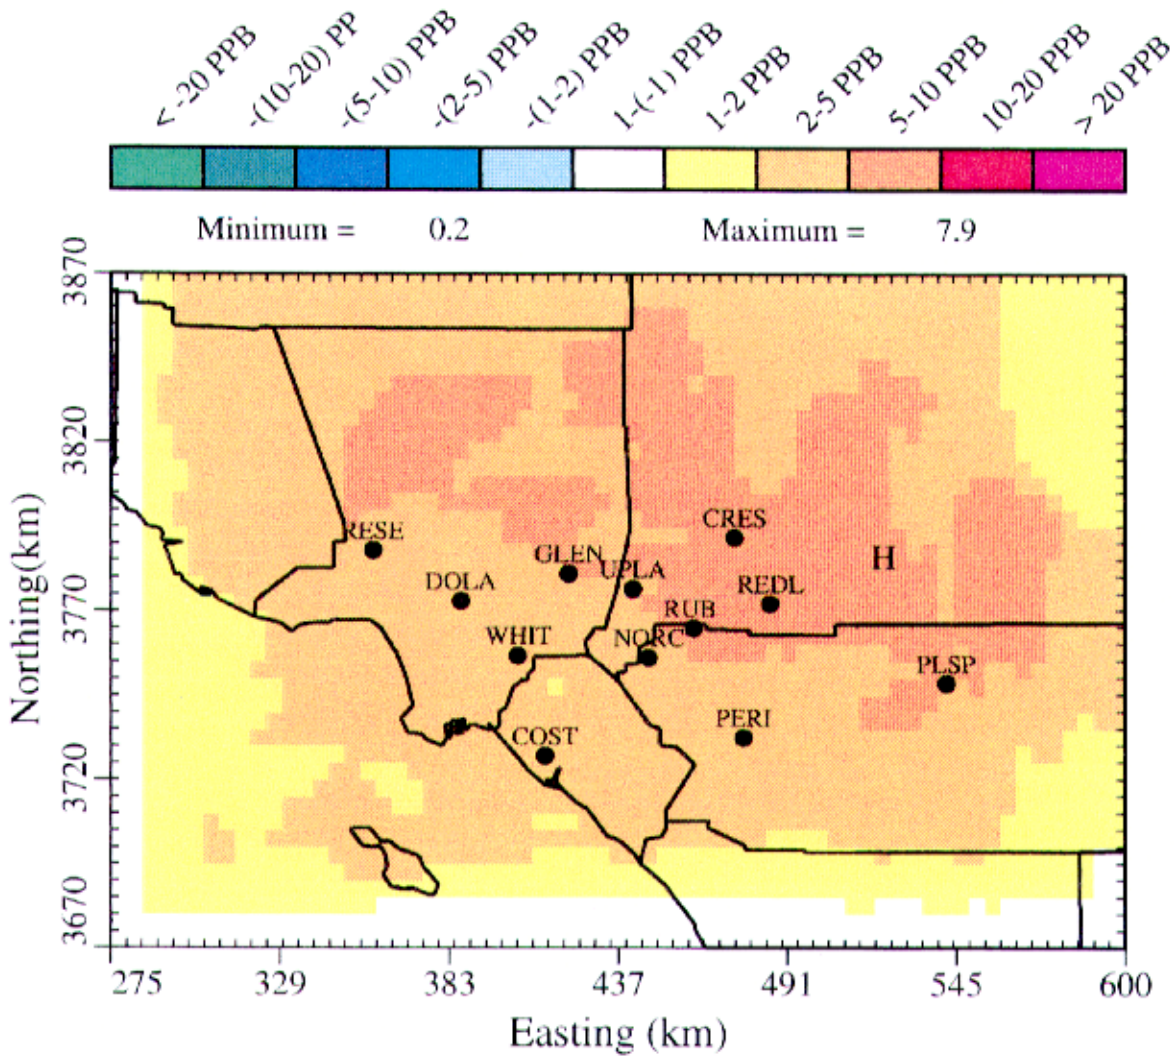 < -20 PPB
-(10-20) PP
-(5-10) PPB
-(2-5) PPB
-(1-2) PPB
1-(-1) PPB
1-2 PPB
2-5 PPB
5-10 PPB
10-20 PPB
> 20 PPB
Minimum = 0.2 Maximum = 7.9
3870
3820
3770
3720
3670
Northing(km)
CRES
RESE
GLEN
UPLA
H
DOLA
REDL
RUB
WHIT
NORC
PLSP
PERI
COST
275 329 383 437 491 545 600
Easting (km)